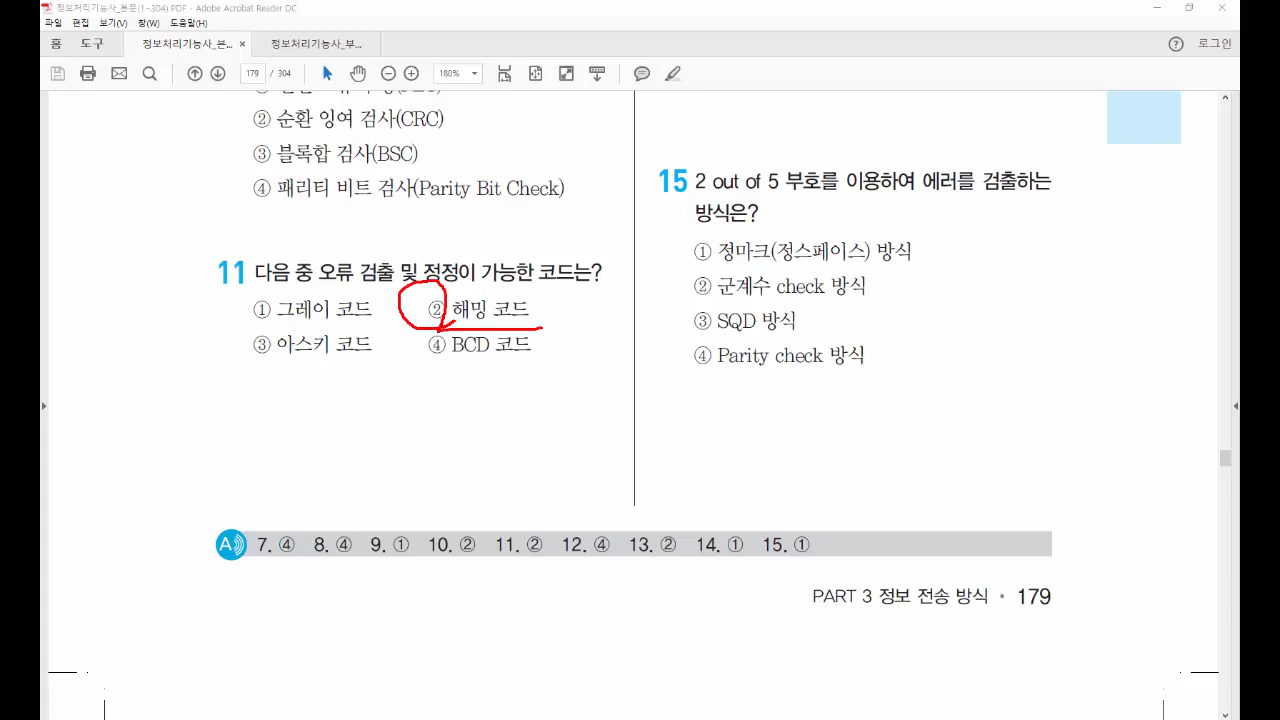 정보처리기능사_본문(1~304).PDF - Adobe Acrobat Reader DC
파일 편집 보기(V) 창(W) 도움말(H)
홈 도구 정보처리기능사_본... × 정보처리기능사_부... ? 로그인
179 / 304 180%
② 순환 잉여 검사(CRC)
③ 블록합 검사(BSC)
④ 패리티 비트 검사(Parity Bit Check)
11 다음 중 오류 검출 및 정정이 가능한 코드는?
① 그레이 코드 ② 해밍 코드
③ 아스키 코드 ④ BCD 코드
15 2 out of 5 부호를 이용하여 에러를 검출하는
방식은?
① 정마크(정스페이스) 방식
② 군계수 check 방식
③ SQD 방식
④ Parity check 방식
A 7. ④ 8. ④ 9. ① 10. ② 11. ② 12. ④ 13. ② 14. ① 15. ①
PART 3 정보 전송 방식 • 179